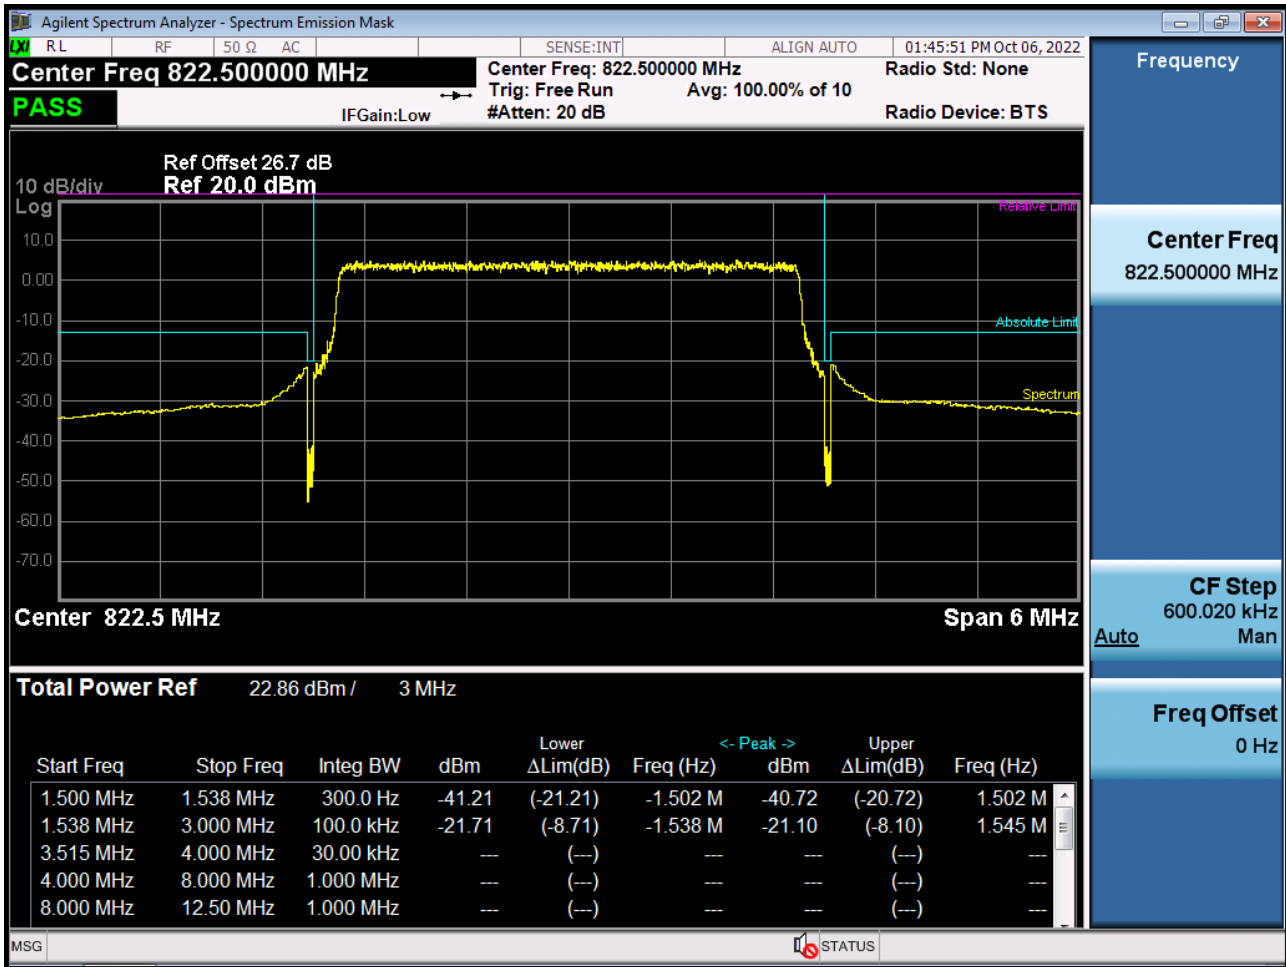 Agilent Spectrum Analyzer - Spectrum Emission Mask
LXI RL RF 50 Ω AC SENSE:INT ALIGN AUTO 01:45:51 PM Oct 06, 2022
Center Freq 822.500000 MHz
PASS
IFGain:Low
Center Freq: 822.500000 MHz
Trig: Free Run Avg: 100.00% of 10
#Atten: 20 dB
Radio Std: None
Radio Device: BTS
Ref Offset 26.7 dB
10 dB/div Ref 20.0 dBm
Log
Relative Limit
10.0
0.00
-10.0
Absolute Limit
-20.0
-30.0
Spectrum
-40.0
-50.0
-60.0
-70.0
Center 822.5 MHz Span 6 MHz
Total Power Ref 22.86 dBm / 3 MHz
Lower <- Peak -> Upper
Start Freq Stop Freq Integ BW dBm ΔLim(dB) Freq (Hz) dBm ΔLim(dB) Freq (Hz)
1.500 MHz 1.538 MHz 300.0 Hz -41.21 (-21.21) -1.502 M -40.72 (-20.72) 1.502 M
1.538 MHz 3.000 MHz 100.0 kHz -21.71 (-8.71) -1.538 M -21.10 (-8.10) 1.545 M
3.515 MHz 4.000 MHz 30.00 kHz --- (---) --- --- (---) ---
4.000 MHz 8.000 MHz 1.000 MHz --- (---) --- --- (---) ---
8.000 MHz 12.50 MHz 1.000 MHz --- (---) --- --- (---) ---
MSG STATUS
Frequency
Center Freq
822.500000 MHz
CF Step
600.020 kHz
Auto Man
Freq Offset
0 Hz